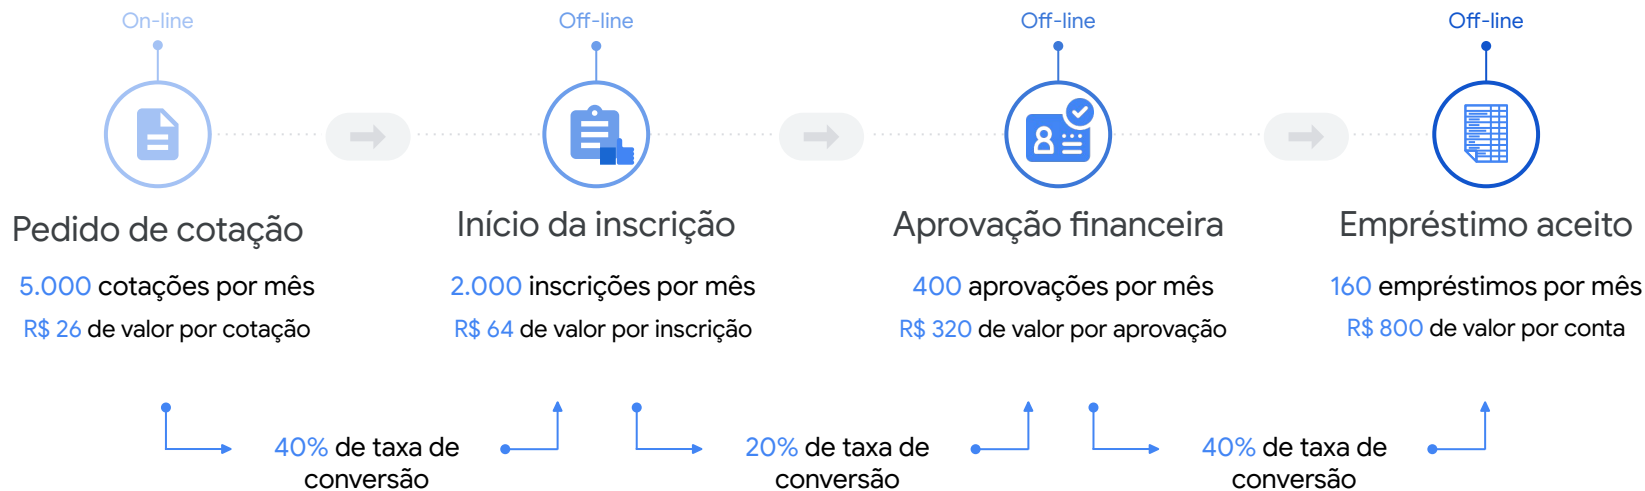 On-line
Off-line
Off-line
Off-line
Pedido de cotação
Início da inscrição
Aprovação financeira
Empréstimo aceito
5.000 cotações por mês
R$ 26 de valor por cotação
2.000 inscrições por mês
R$ 64 de valor por inscrição
400 aprovações por mês
R$ 320 de valor por aprovação
160 empréstimos por mês
R$ 800 de valor por conta
40% de taxa de
conversão
20% de taxa de
conversão
40% de taxa de
conversão